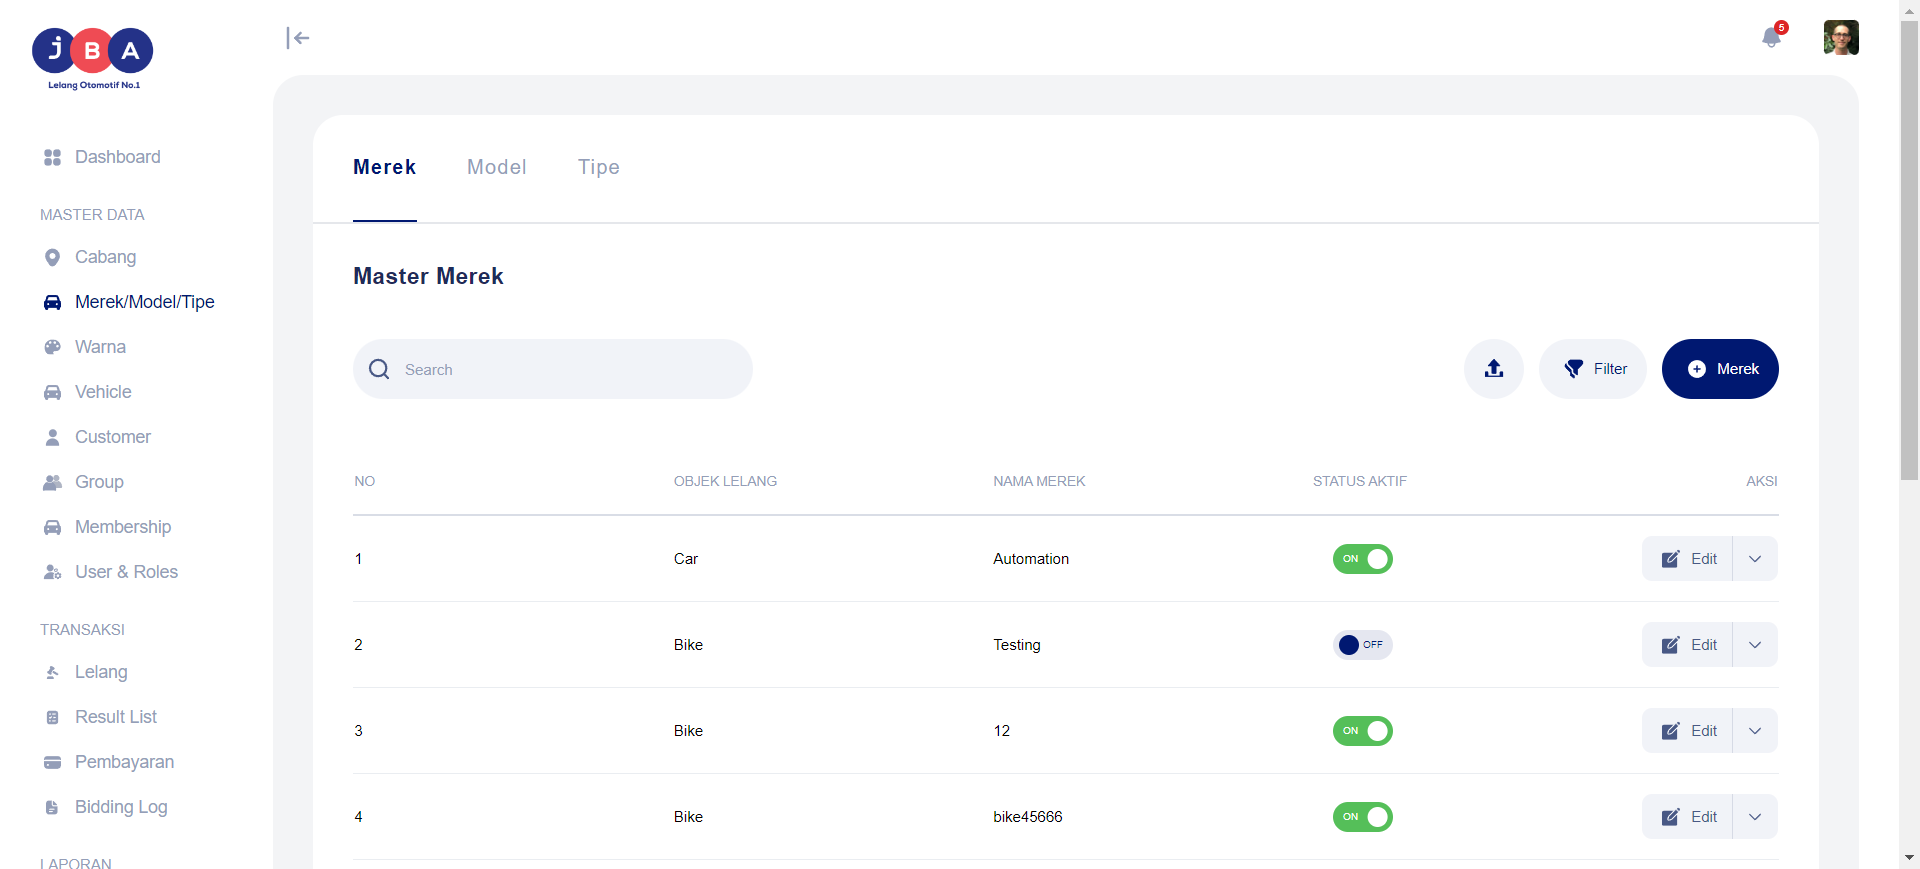 JBA
Lelang Otomotif No.1
5
Dashboard
MASTER DATA
Cabang
Merek/Model/Tipe
Warna
Vehicle
Customer
Group
Membership
User & Roles
TRANSAKSI
Lelang
Result List
Pembayaran
Bidding Log
LAPORAN
Merek Model Tipe
Master Merek
Search Filter Merek
NO OBJEK LELANG NAMA MEREK STATUS AKTIF AKSI
1 Car Automation ON Edit
2 Bike Testing OFF Edit
3 Bike 12 ON Edit
4 Bike bike45666 ON Edit